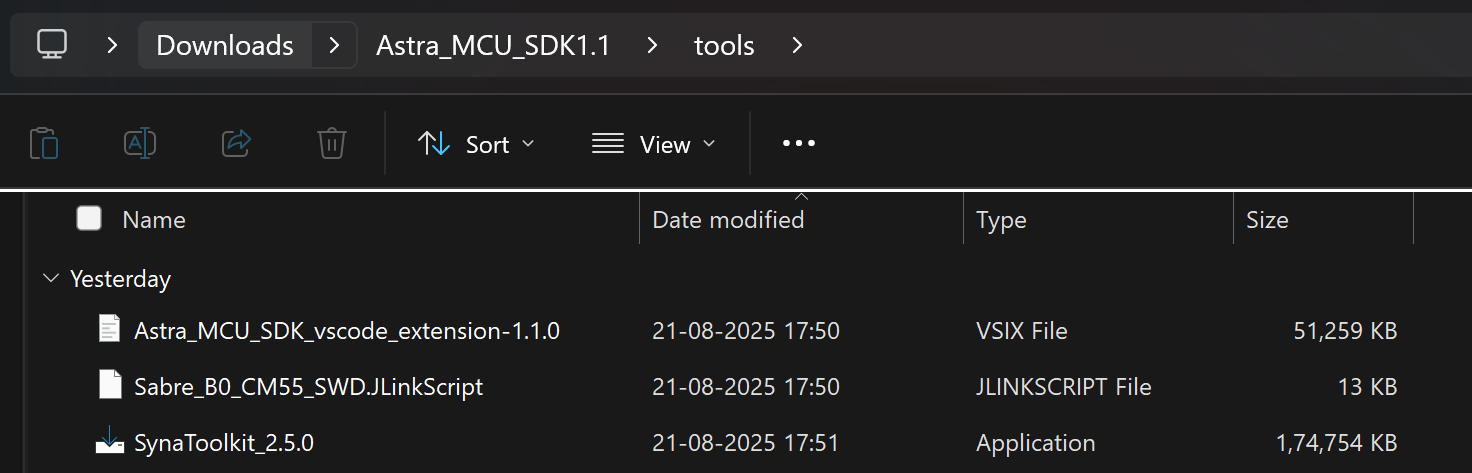 Downloads Astra_MCU_SDK1.1 tools
Sort View
Name Date modified Type Size
Yesterday
Astra_MCU_SDK_vscode_extension-1.1.0 21-08-2025 17:50 VSIX File 51,259 KB
Sabre_B0_CM55_SWD.JLinkScript 21-08-2025 17:50 JLINKSCRIPT File 13 KB
SynaToolkit_2.5.0 21-08-2025 17:51 Application 1,74,754 KB